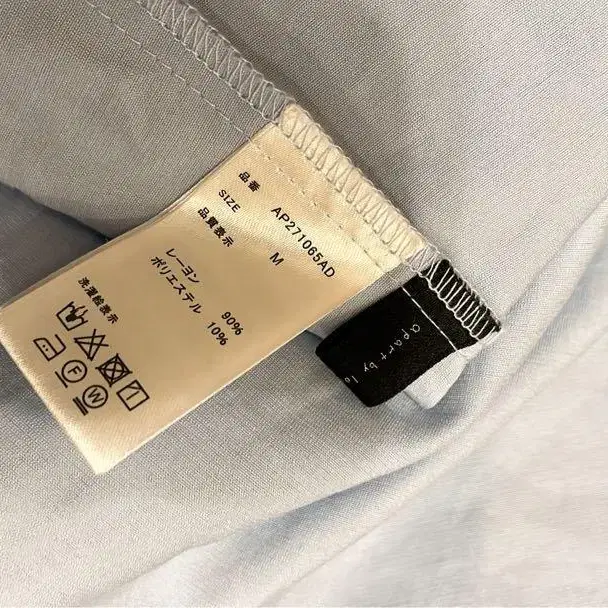 品番 AP271065AD
SIZE M
品質表示
レーヨン 90%
ポリエステル 10%
洗濯絵表示
F
W
apart by lo